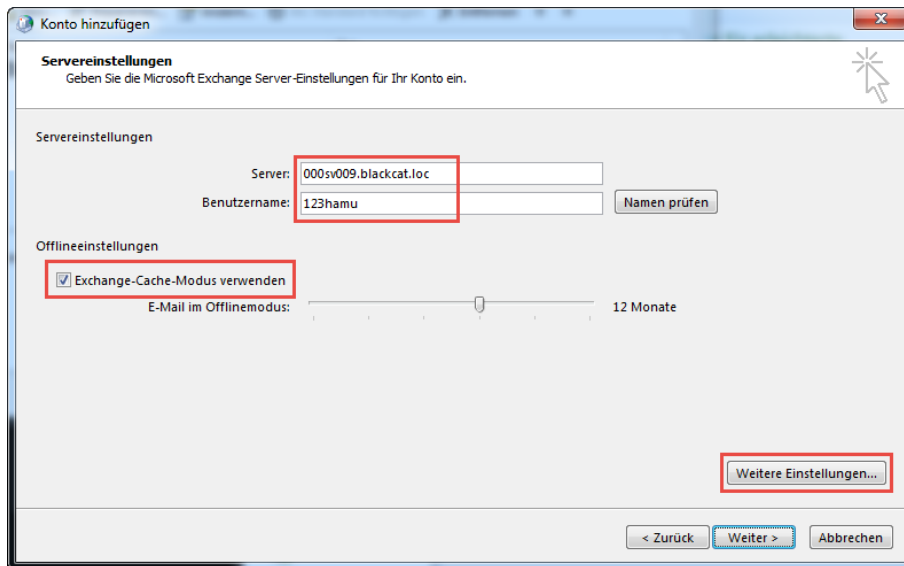 Konto hinzufügen
Servereinstellungen
Geben Sie die Microsoft Exchange Server-Einstellungen für Ihr Konto ein.
Servereinstellungen
Server: 000sv009.blackcat.loc
Benutzername: 123hamu Namen prüfen
Offlineeinstellungen
Exchange-Cache-Modus verwenden
E-Mail im Offlinemodus: 12 Monate
Weitere Einstellungen...
< Zurück Weiter > Abbrechen